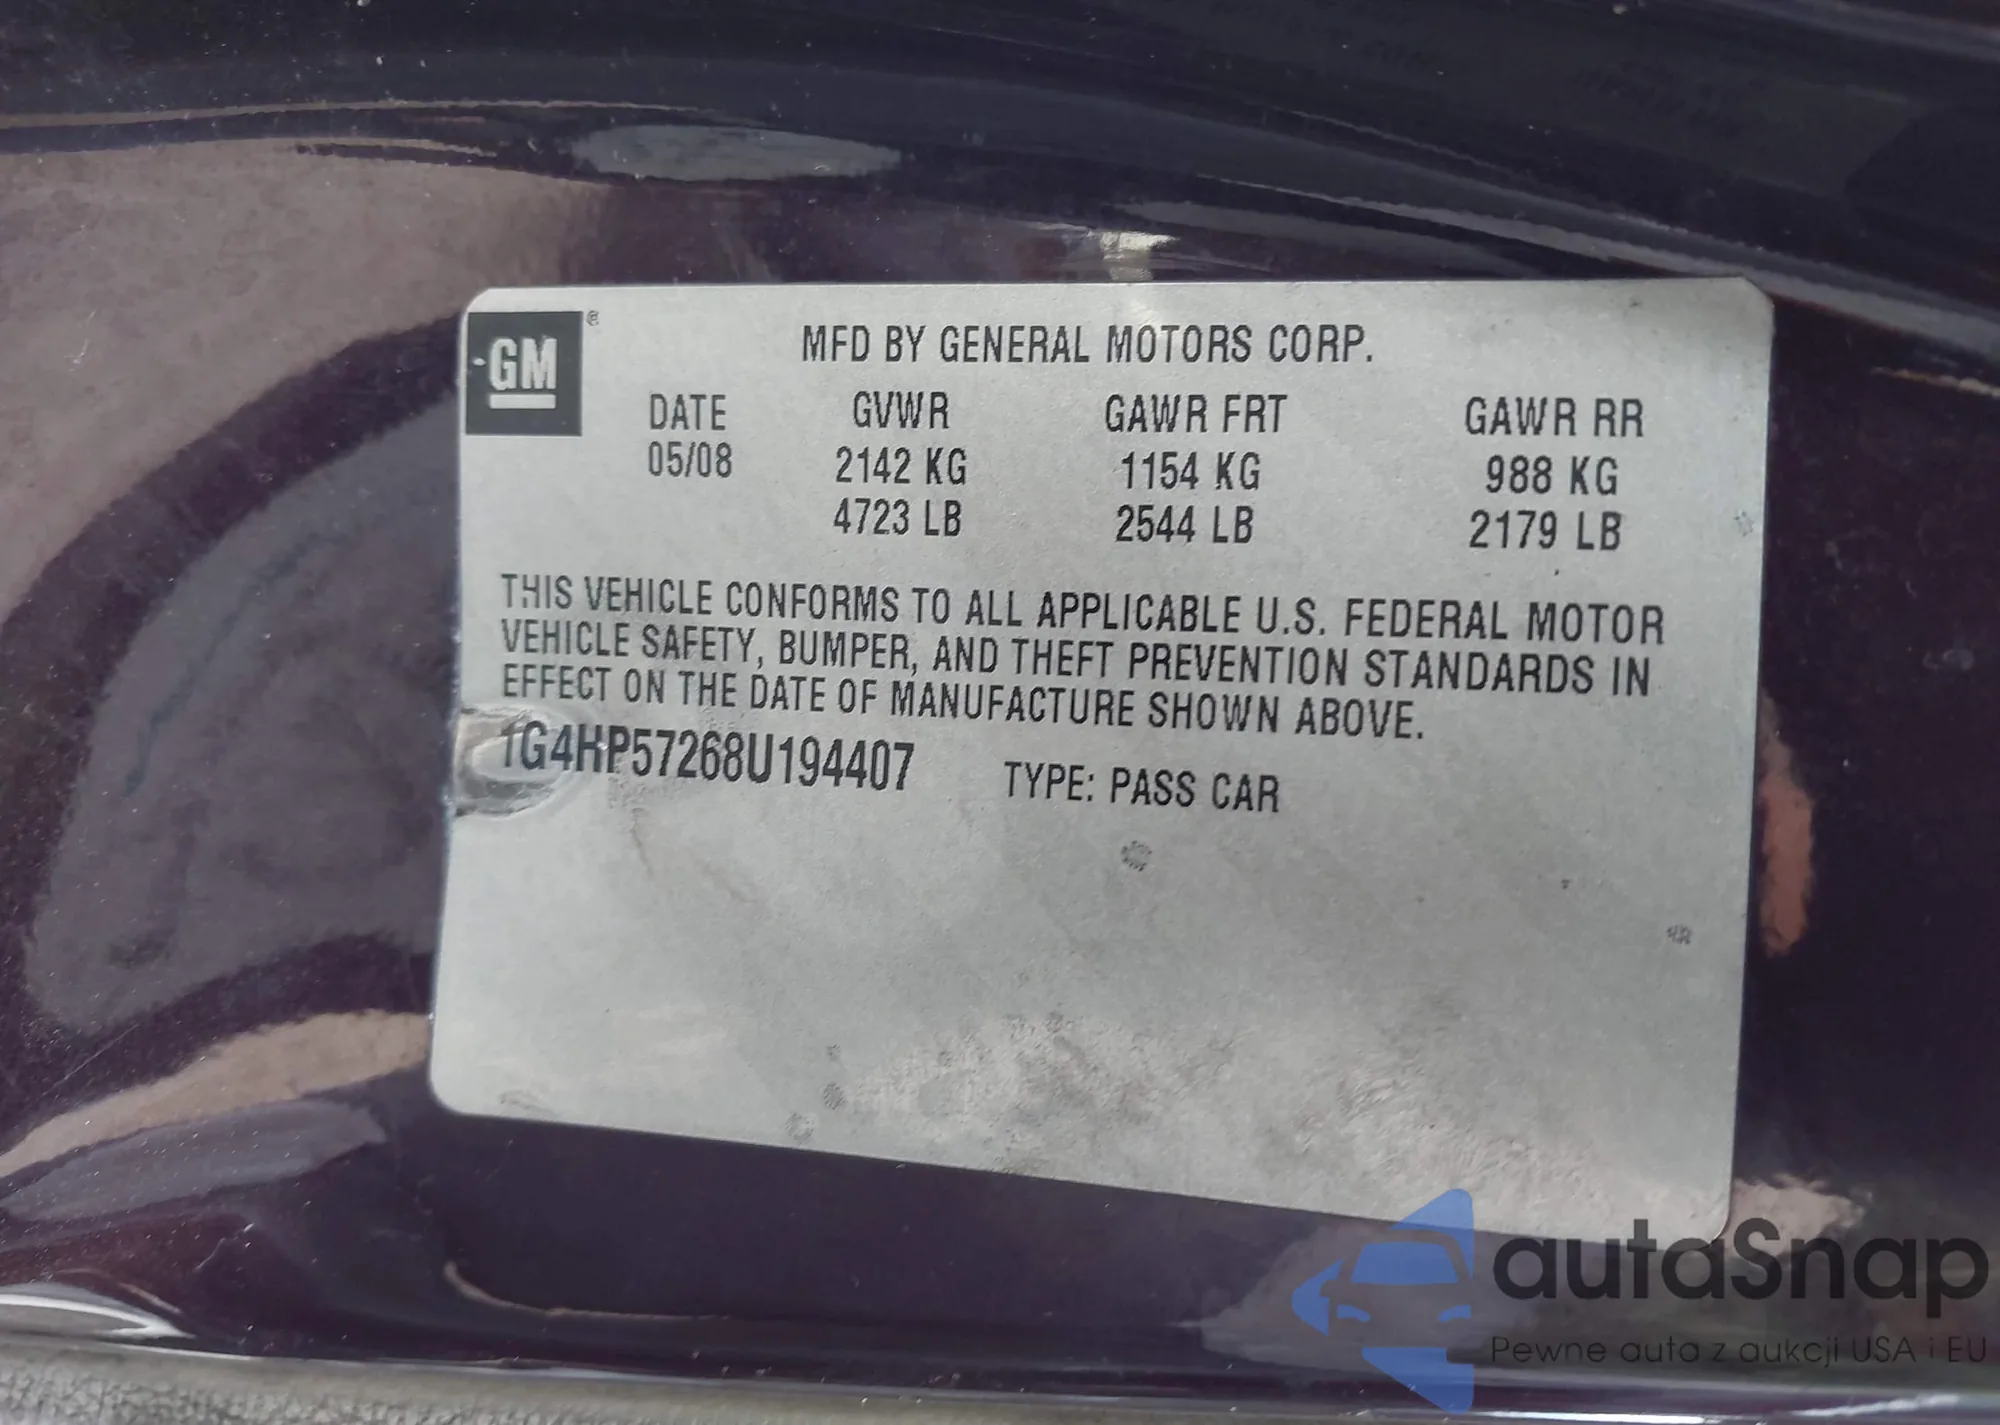 GM ®
MFD BY GENERAL MOTORS CORP.
DATE GVWR GAWR FRT GAWR RR
05/08 2142 KG 1154 KG 988 KG
4723 LB 2544 LB 2179 LB
THIS VEHICLE CONFORMS TO ALL APPLICABLE U.S. FEDERAL MOTOR
VEHICLE SAFETY, BUMPER, AND THEFT PREVENTION STANDARDS IN
EFFECT ON THE DATE OF MANUFACTURE SHOWN ABOVE.
1G4HP57268U194407 TYPE: PASS CAR
autaSnap
Pewne auta z aukcji USA i EU